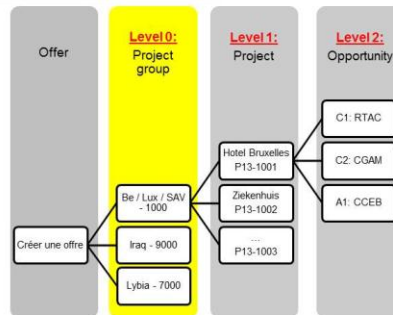 Offer
Level 0:
Project
group
Level 1:
Project
Level 2:
Opportunity
Créer une offre
Be / Lux / SAV
- 1000
Iraq - 9000
Lybia - 7000
Hotel Bruxelles
P13-1001
Ziekenhuis
P13-1002
...
P13-1003
C1: RTAC
C2: CGAM
A1: CCEB